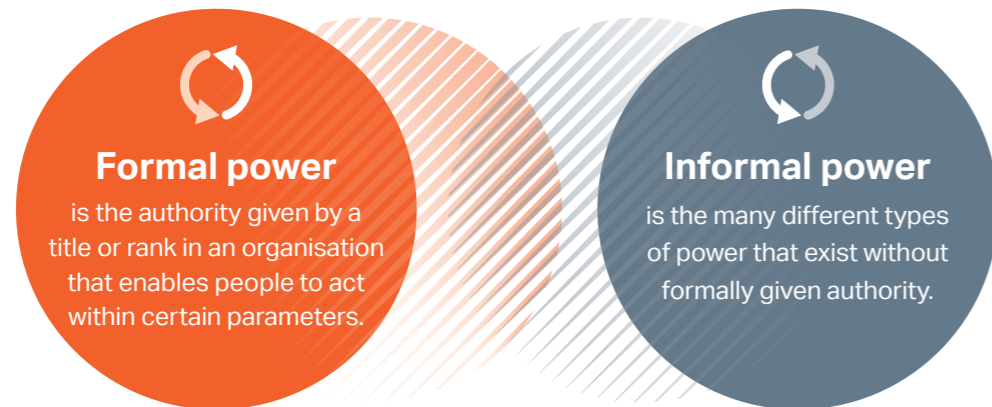 Formal power
is the authority given by a
title or rank in an organisation
that enables people to act
within certain parameters.
Informal power
is the many different types
of power that exist without
formally given authority.